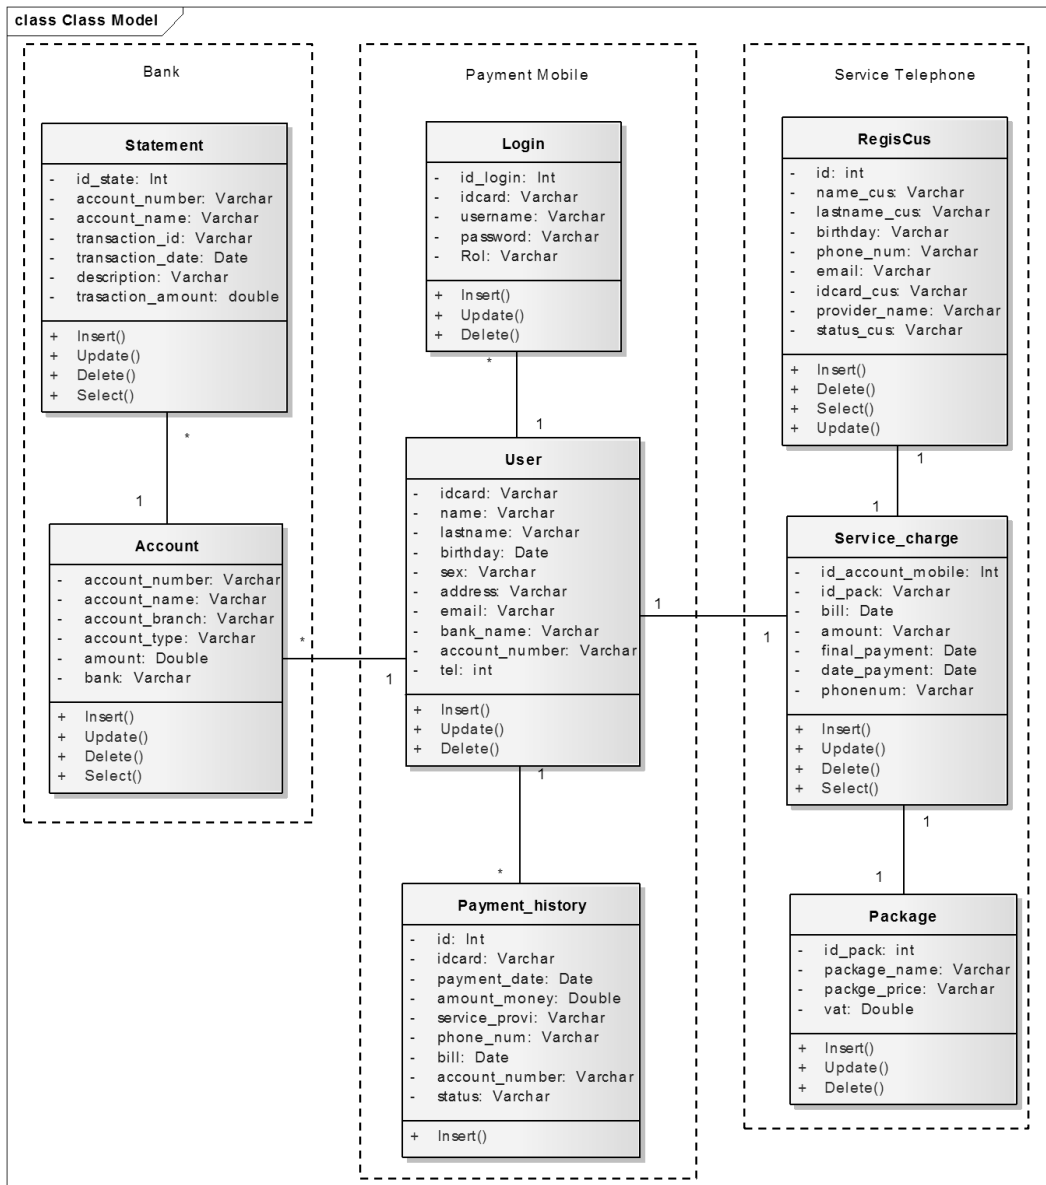 class Class Model
Bank
Statement
- id_state: Int
- account_number: Varchar
- account_name: Varchar
- transaction_id: Varchar
- transaction_date: Date
- description: Varchar
- trasaction_amount: double
+ Insert()
+ Update()
+ Delete()
+ Select()
*
1
Account
- account_number: Varchar
- account_name: Varchar
- account_branch: Varchar
- account_type: Varchar
- amount: Double
- bank: Varchar
+ Insert()
+ Update()
+ Delete()
+ Select()
*
1
Payment Mobile
Login
- id_login: Int
- idcard: Varchar
- username: Varchar
- password: Varchar
- Rol: Varchar
+ Insert()
+ Update()
+ Delete()
*
1
User
- idcard: Varchar
- name: Varchar
- lastname: Varchar
- birthday: Date
- sex: Varchar
- address: Varchar
- email: Varchar
- bank_name: Varchar
- account_number: Varchar
- tel: int
+ Insert()
+ Update()
+ Delete()
1
*
Payment_history
- id: Int
- idcard: Varchar
- payment_date: Date
- amount_money: Double
- service_provi: Varchar
- phone_num: Varchar
- bill: Date
- account_number: Varchar
- status: Varchar
+ Insert()
1
1
Service Telephone
RegisCus
- id: int
- name_cus: Varchar
- lastname_cus: Varchar
- birthday: Varchar
- phone_num: Varchar
- email: Varchar
- idcard_cus: Varchar
- provider_name: Varchar
- status_cus: Varchar
+ Insert()
+ Delete()
+ Select()
+ Update()
1
1
Service_charge
- id_account_mobile: Int
- id_pack: Varchar
- bill: Date
- amount: Varchar
- final_payment: Date
- date_payment: Date
- phonenum: Varchar
+ Insert()
+ Update()
+ Delete()
+ Select()
1
1
Package
- id_pack: int
- package_name: Varchar
- packge_price: Varchar
- vat: Double
+ Insert()
+ Update()
+ Delete()